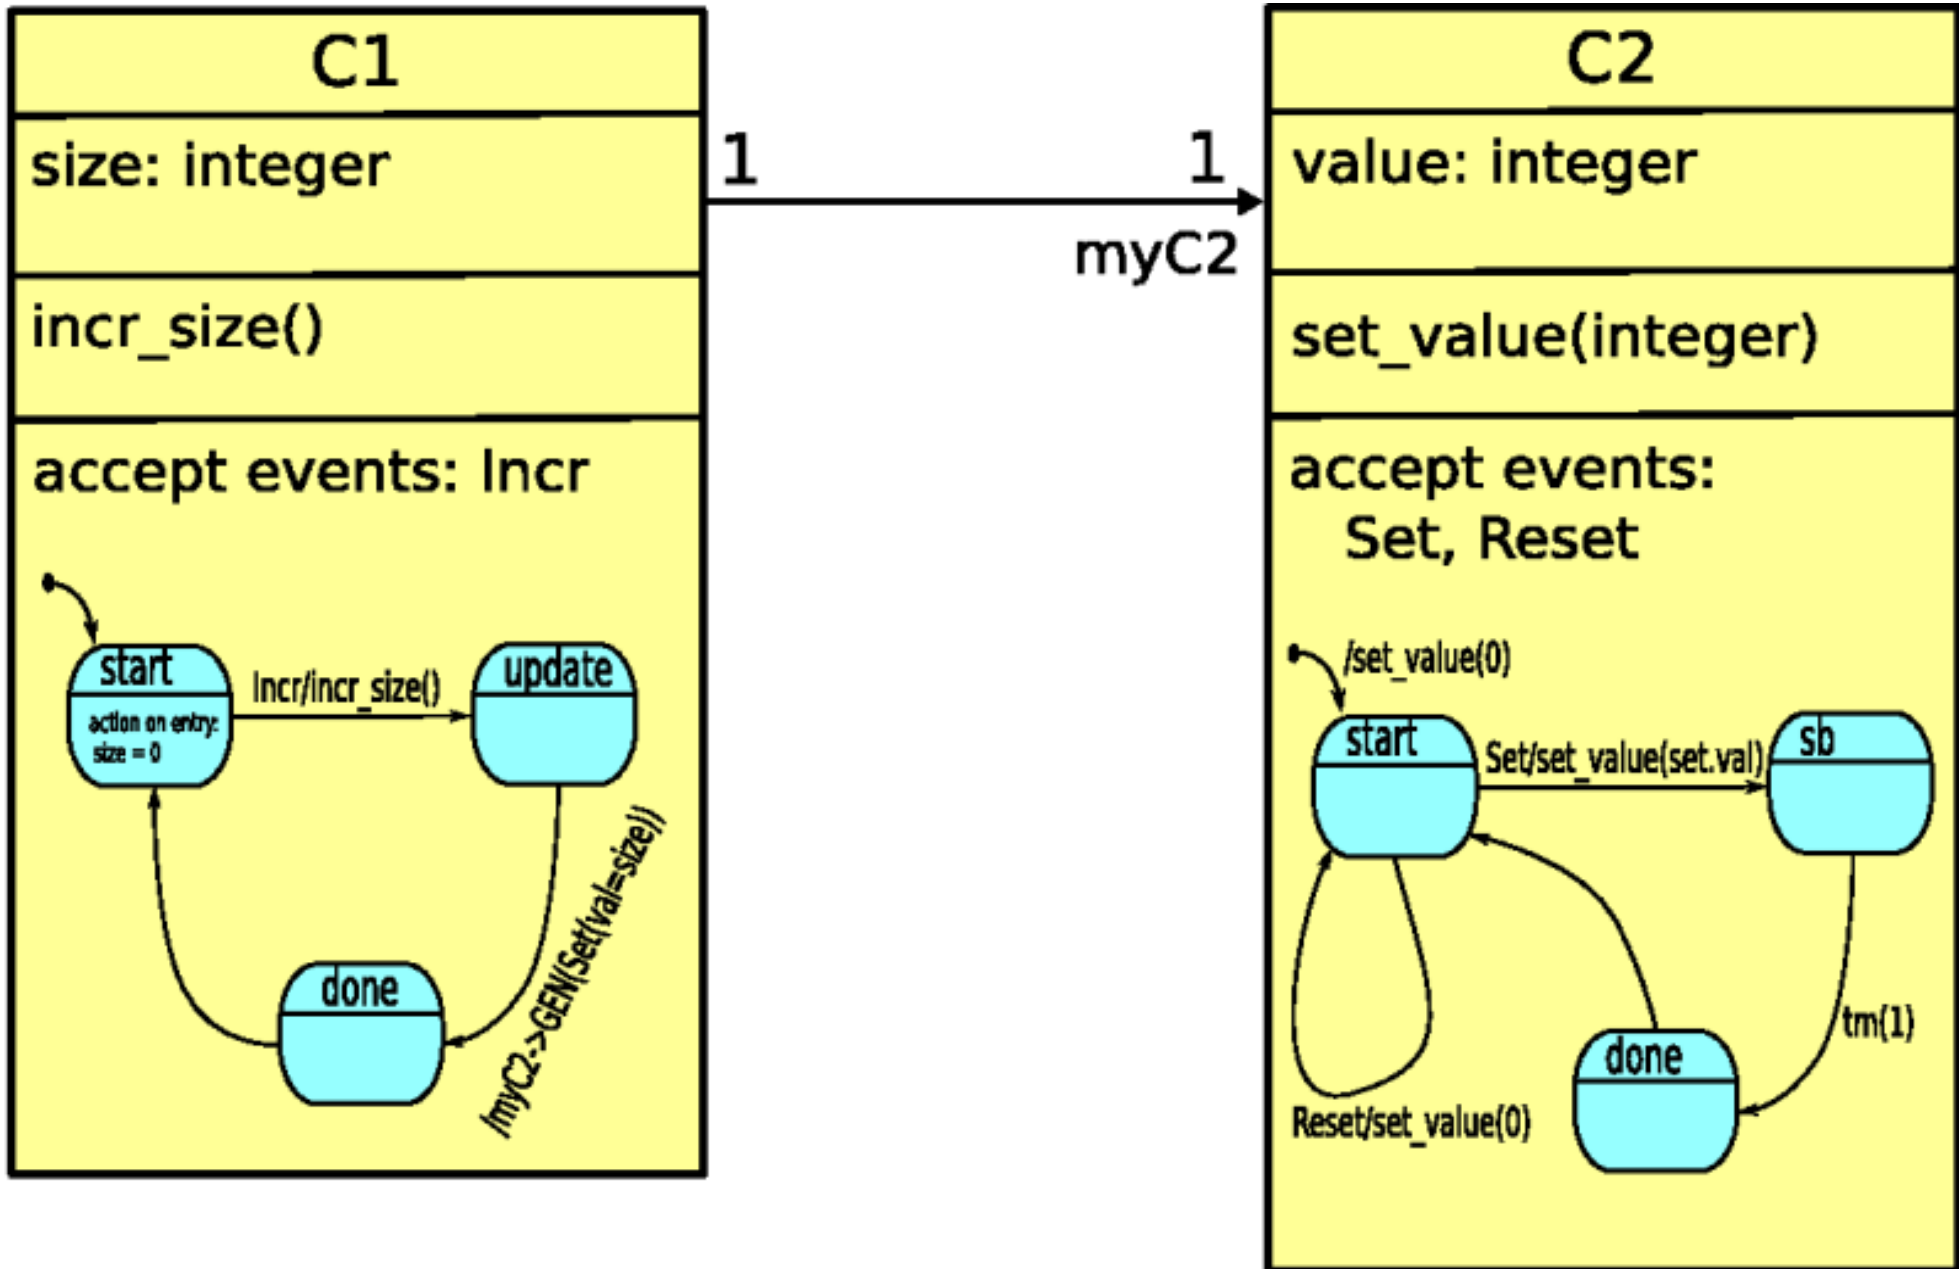 C1
size: integer
incr_size()
accept events: Incr
start
action on entry:
size = 0
Incr/incr_size()
update
/myC2->GEN(Set(val=size))
done
1
1
myC2
C2
value: integer
set_value(integer)
accept events:
Set, Reset
/set_value(0)
start
Set/set_value(set.val)
sb
tm(1)
done
Reset/set_value(0)